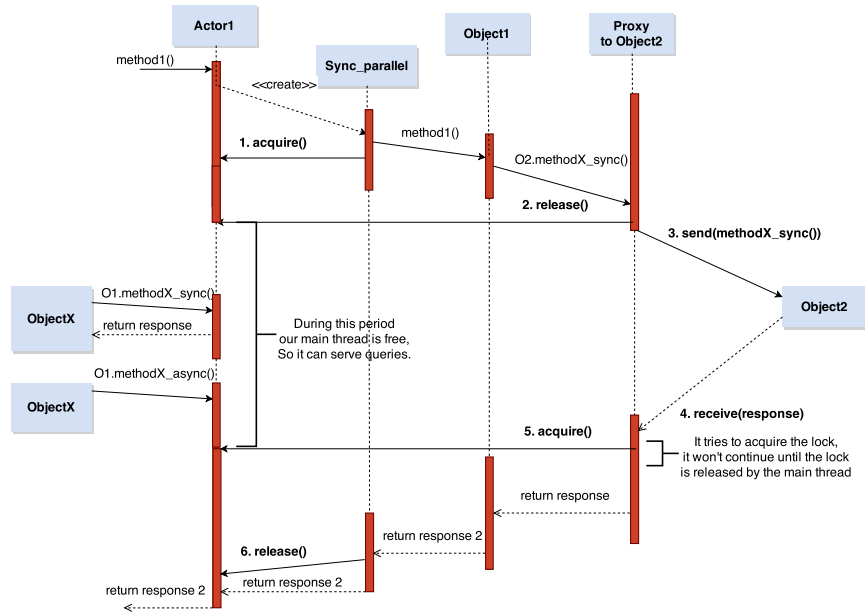 Actor1
Object1
Proxy
to Object2
method1()
Sync_parallel
<<create>>
method1()
1. acquire()
O2.methodX_sync()
2. release()
3. send(methodX_sync())
O1.methodX_sync()
ObjectX
Object2
return response
During this period
our main thread is free,
So it can serve queries.
O1.methodX_async()
ObjectX
4. receive(response)
5. acquire()
It tries to acquire the lock,
it won't continue until the lock
is released by the main thread
return response
return response 2
6. release()
return response 2
return response 2